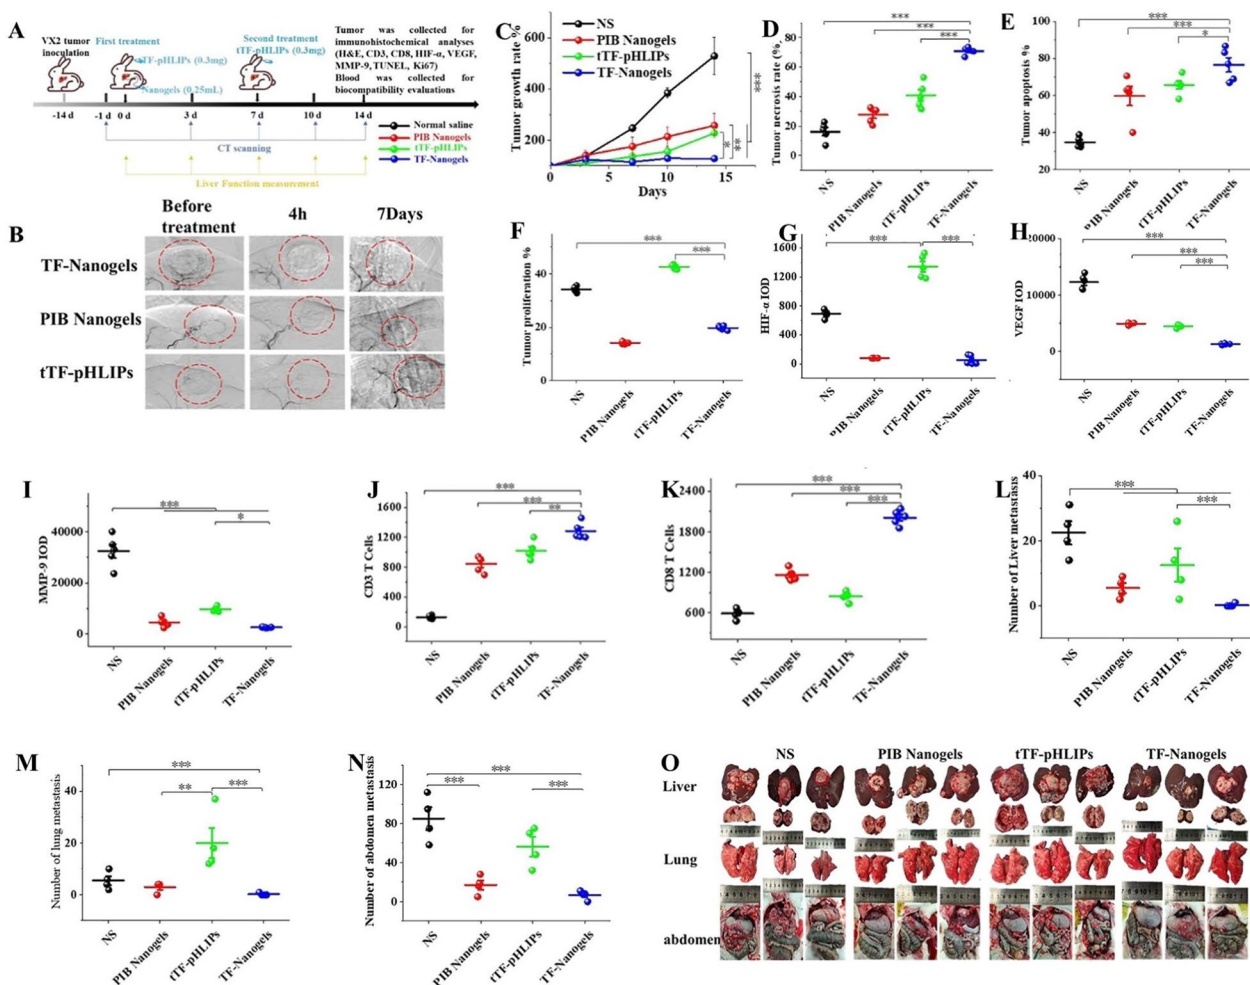 A
VX2 tumor
inoculation
First treatment
tTF-pHLIPs (0.3mg)
Nanogels (0.25mL)
Second treatment
tTF-pHLIPs (0.3mg)
Tumor was collected for
immunohistochemical analyses
(H&E, CD3, CD8, HIF-α, VEGF,
MMP-9, TUNEL, Ki67)
Blood was collected for
biocompatibility evaluations
-14 d
-1 d
0 d
3 d
7 d
10 d
14 d
CT scanning
Liver Function measurement
Normal saline
PIB Nanogels
tTF-pHLIPs
TF-Nanogels
B
Before
treatment
4h
7Days
TF-Nanogels
PIB Nanogels
tTF-pHLIPs
C
Tumor growth rate %
600
400
200
0
5
10
15
Days
NS
PIB Nanogels
tTF-pHLIPs
TF-Nanogels
***
**
*
D
Tumor necrosis rate (%)
80
70
60
50
40
30
20
10
0
***
***
***
NS
PIB Nanogels
tTF-pHLIPs
TF-Nanogels
E
Tumor apoptosis %
100
80
60
40
20
***
***
*
NS
PIB Nanogels
tTF-pHLIPs
TF-Nanogels
F
Tumor proliferation %
40
20
0
***
***
NS
PIB Nanogels
tTF-pHLIPs
TF-Nanogels
G
HIF-α IOD
1600
1200
800
400
0
***
***
NS
PIB Nanogels
tTF-pHLIPs
TF-Nanogels
H
VEGF IOD
20000
10000
0
***
***
***
NS
PIB Nanogels
tTF-pHLIPs
TF-Nanogels
I
MMP-9 IOD
40000
20000
0
***
*
NS
PIB Nanogels
tTF-pHLIPs
TF-Nanogels
J
CD3 T Cells
1600
1200
800
400
0
***
***
**
NS
PIB Nanogels
tTF-pHLIPs
TF-Nanogels
K
CD8 T Cells
2400
1800
1200
600
***
***
***
NS
PIB Nanogels
tTF-pHLIPs
TF-Nanogels
L
Number of Liver metastasis
40
20
0
***
***
NS
PIB Nanogels
tTF-pHLIPs
TF-Nanogels
M
Number of lung metastasis
40
20
0
***
**
***
NS
PIB Nanogels
tTF-pHLIPs
TF-Nanogels
N
Number of abdomen metastasis
120
80
40
0
***
***
***
NS
PIB Nanogels
tTF-pHLIPs
TF-Nanogels
O
NS
PIB Nanogels
tTF-pHLIPs
TF-Nanogels
Liver
Lung
abdomen